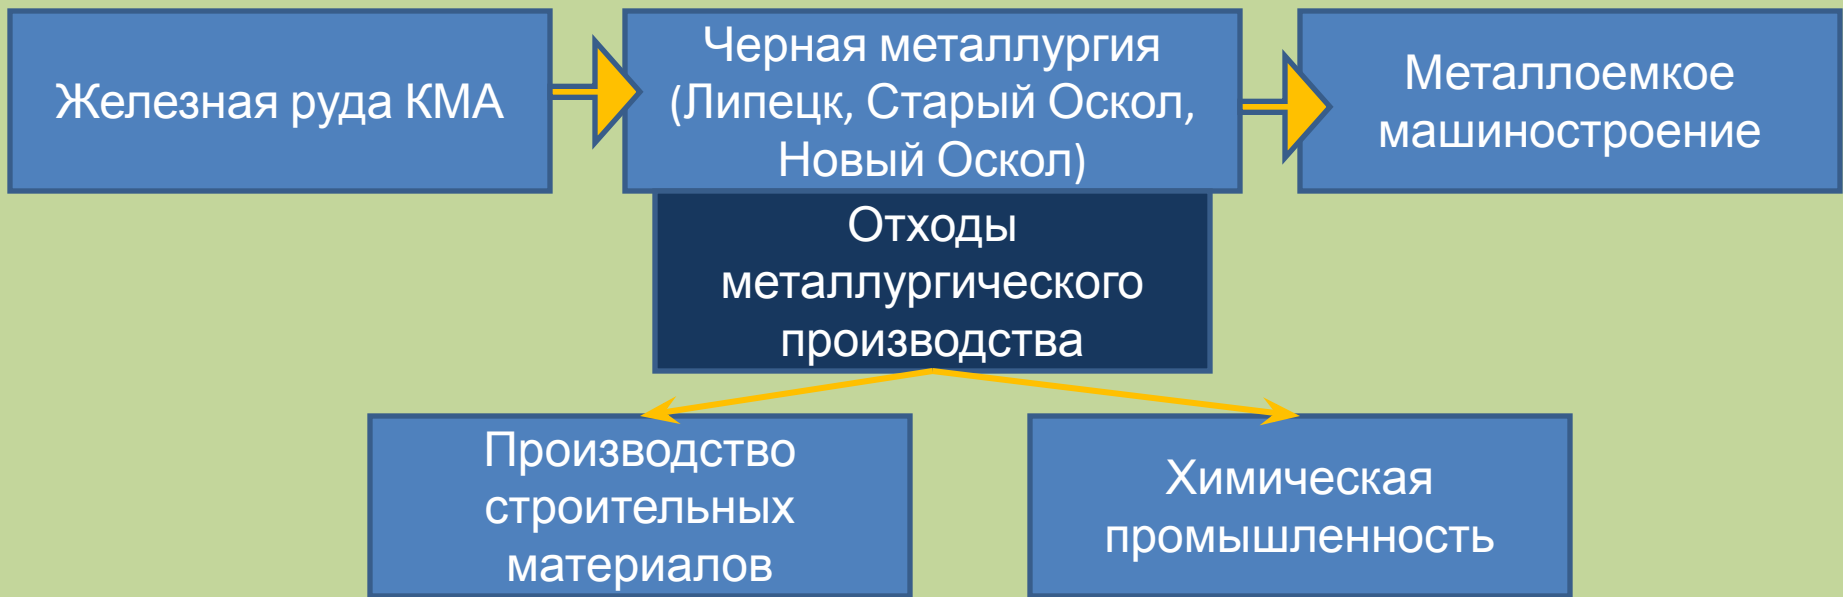 Железная руда КМА
Черная металлургия
(Липецк, Старый Оскол,
Новый Оскол)
Металлоемкое
машиностроение
Отходы
металлургического
производства
Производство
строительных
материалов
Химическая
промышленность